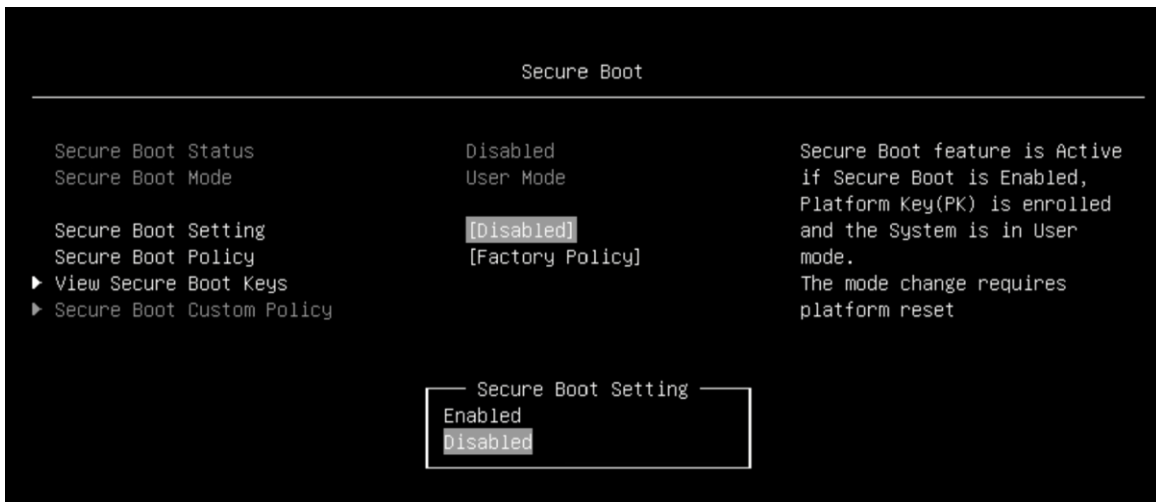 Secure Boot
Secure Boot Status Disabled
Secure Boot Mode User Mode
Secure Boot Setting [Disabled]
Secure Boot Policy [Factory Policy]
View Secure Boot Keys
Secure Boot Custom Policy
Secure Boot feature is Active
if Secure Boot is Enabled,
Platform Key(PK) is enrolled
and the System is in User
mode.
The mode change requires
platform reset
Secure Boot Setting
Enabled
Disabled